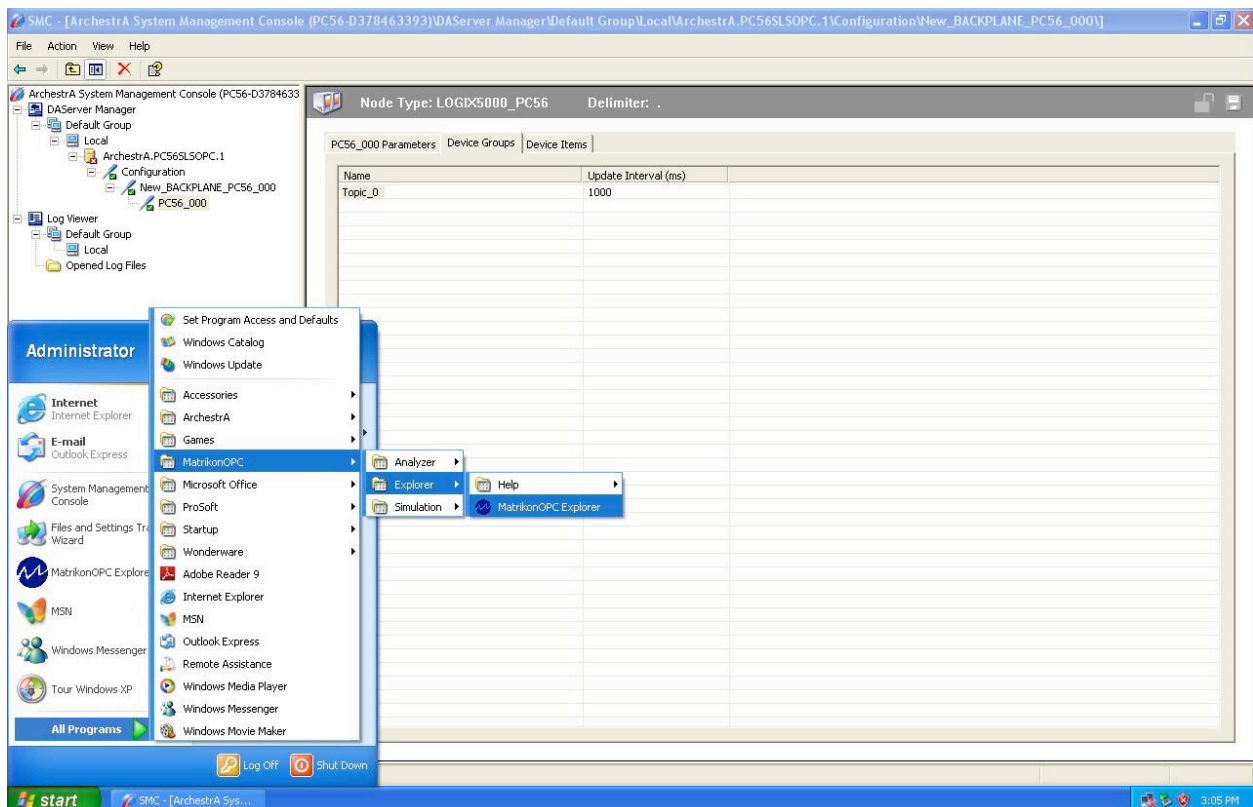 SMC - [ArchestrA System Management Console (PC56-D378463393)\DAServer Manager\Default Group\Local\ArchestrA.PC56SLSOPC.1\Configuration\New_BACKPLANE_PC56_000\]
File Action View Help
ArchestrA System Management Console (PC56-D3784633
DAServer Manager
Default Group
Local
ArchestrA.PC56SLSOPC.1
Configuration
New_BACKPLANE_PC56_000
PC56_000
Log Viewer
Default Group
Local
Opened Log Files
Node Type: LOGIX5000_PC56 Delimiter: .
PC56_000 Parameters Device Groups Device Items
Name Update Interval (ms)
Topic_0 1000
Administrator
Internet
Internet Explorer
E-mail
Outlook Express
System Management
Console
Files and Settings Tra
Wizard
MatrikonOPC Explore
MSN
Windows Messenger
Tour Windows XP
All Programs
Set Program Access and Defaults
Windows Catalog
Windows Update
Accessories
ArchestrA
Games
MatrikonOPC
Microsoft Office
ProSoft
Startup
Wonderware
Adobe Reader 9
Internet Explorer
MSN
Outlook Express
Remote Assistance
Windows Media Player
Windows Messenger
Windows Movie Maker
Analyzer
Explorer
Simulation
Help
MatrikonOPC Explorer
Log Off Shut Down
start SMC - [ArchestrA Sys... 3:05 PM